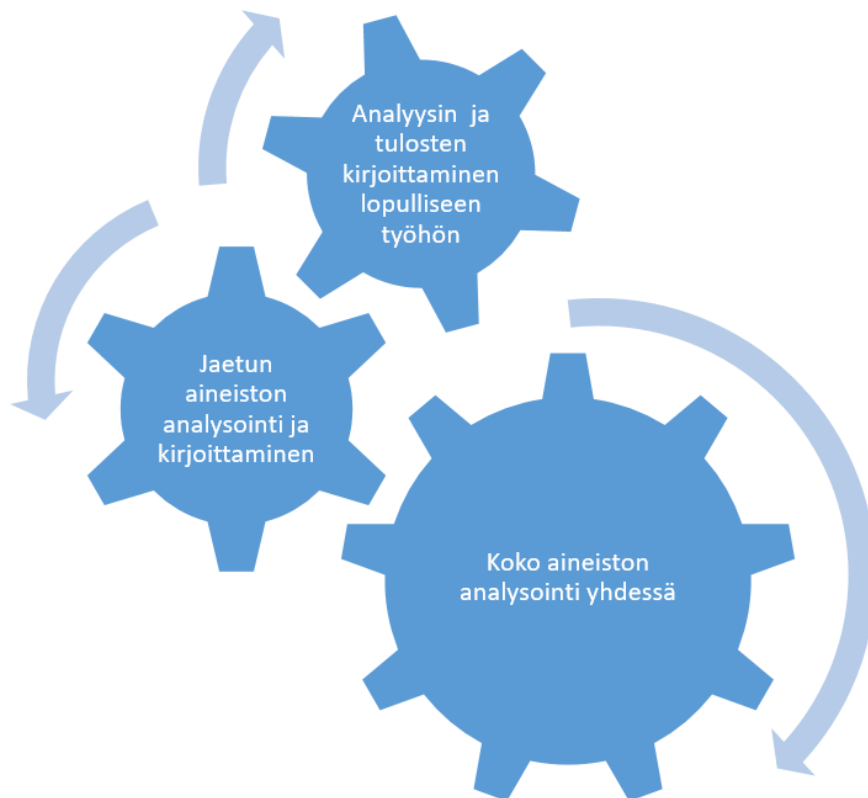 Analyysin ja
tulosten
kirjoittaminen
lopulliseen
työhön
Jaetun
aineiston
analysointi ja
kirjoittaminen
Koko aineiston
analysointi yhdessä